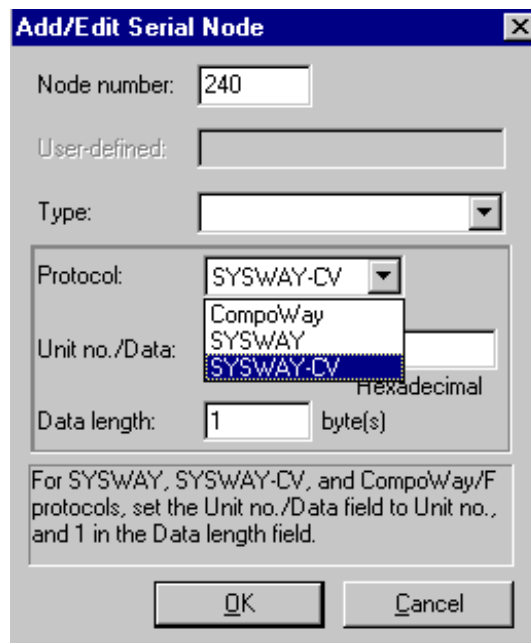 Add/Edit Serial Node
Node number: 240
User-defined:
Type:
Protocol: SYSWAY-CV
CompoWay
SYSWAY
SYSWAY-CV
Unit no./Data:
Hexadecimal
Data length: 1 byte(s)
For SYSWAY, SYSWAY-CV, and CompoWay/F
protocols, set the Unit no./Data field to Unit no.,
and 1 in the Data length field.
OK Cancel